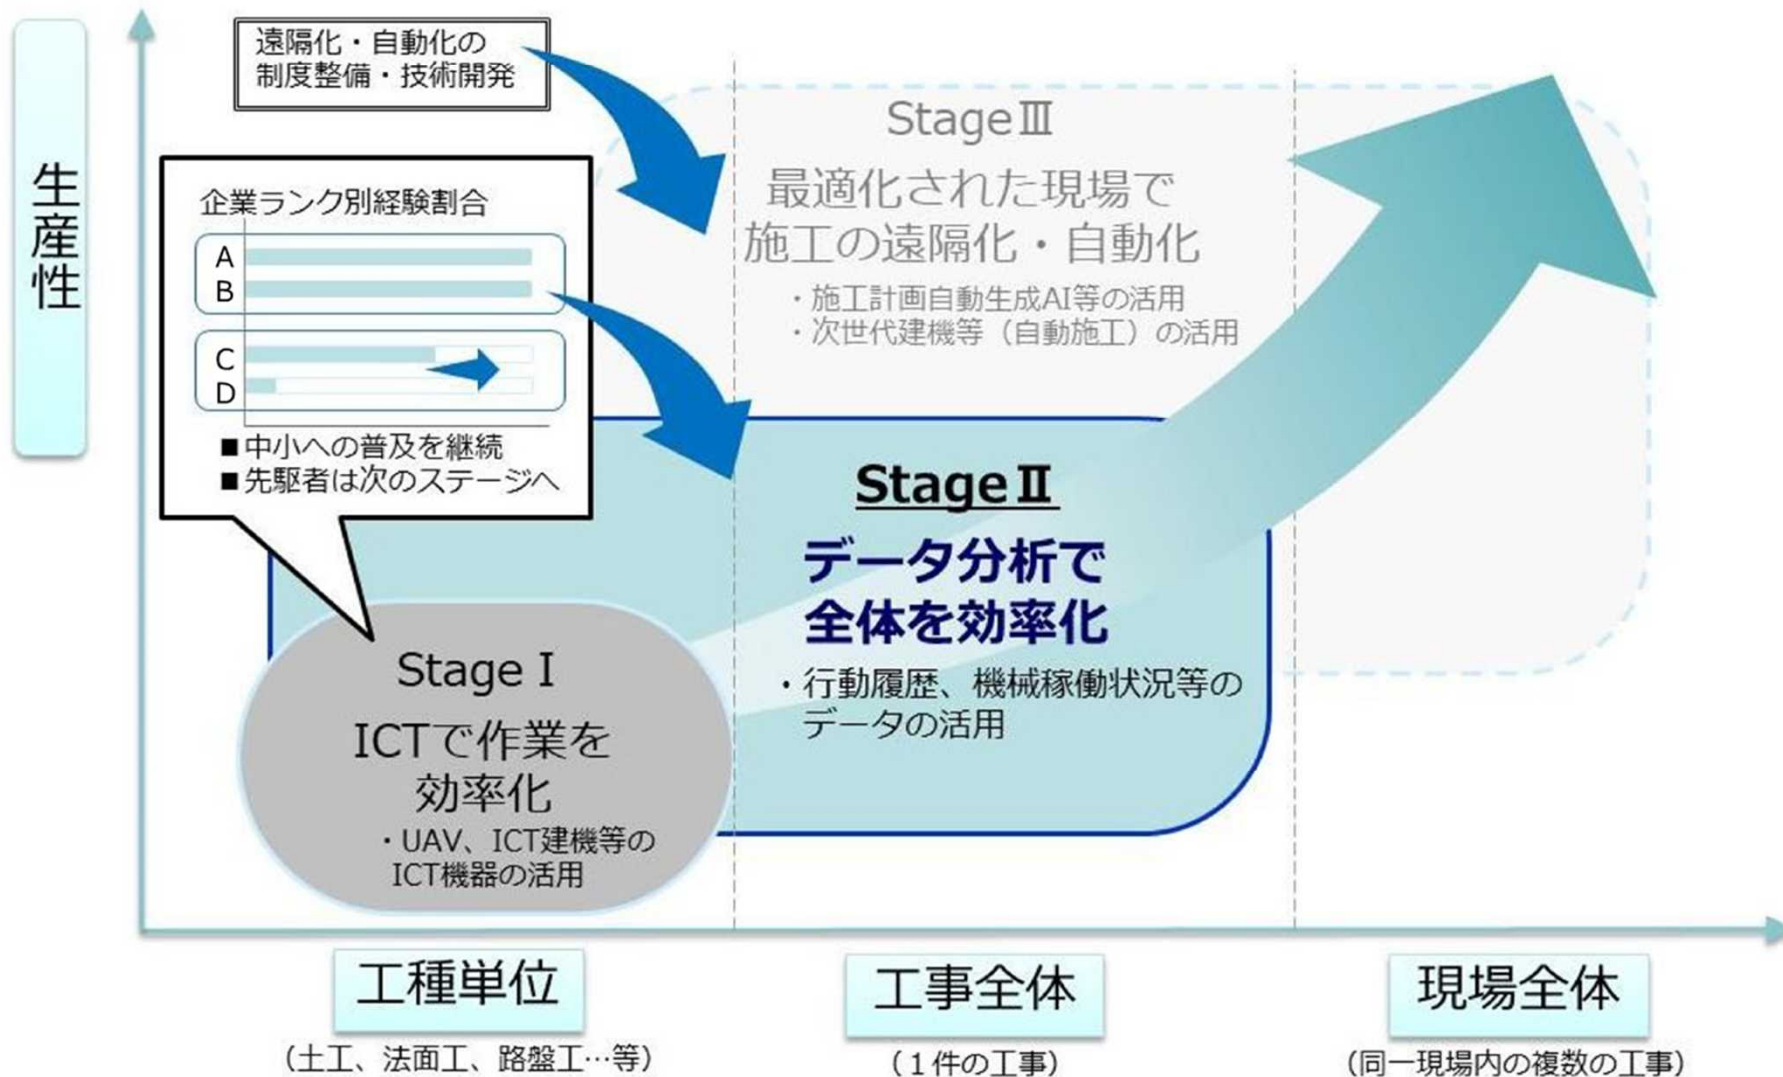 生産性
遠隔化・自動化の
制度整備・技術開発
企業ランク別経験割合
A
B
C
D
■中小への普及を継続
■先駆者は次のステージへ
StageⅢ
最適化された現場で
施工の遠隔化・自動化
・施工計画自動生成AI等の活用
・次世代建機等（自動施工）の活用
StageⅡ
データ分析で
全体を効率化
・行動履歴、機械稼働状況等の
データの活用
StageⅠ
ICTで作業を
効率化
・UAV、ICT建機等の
ICT機器の活用
工種単位
（土工、法面工、路盤工…等）
工事全体
（１件の工事）
現場全体
（同一現場内の複数の工事）